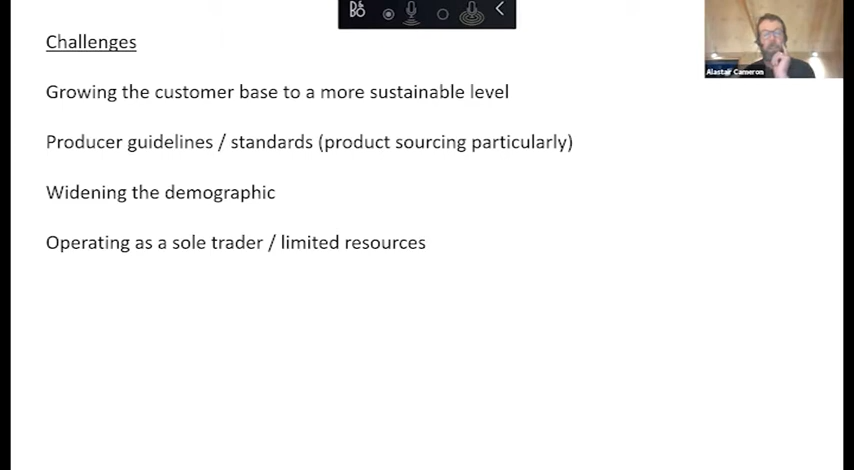 Challenges
Growing the customer base to a more sustainable level
Producer guidelines / standards (product sourcing particularly)
Widening the demographic
Operating as a sole trader / limited resources
B&O
Alastair Cameron